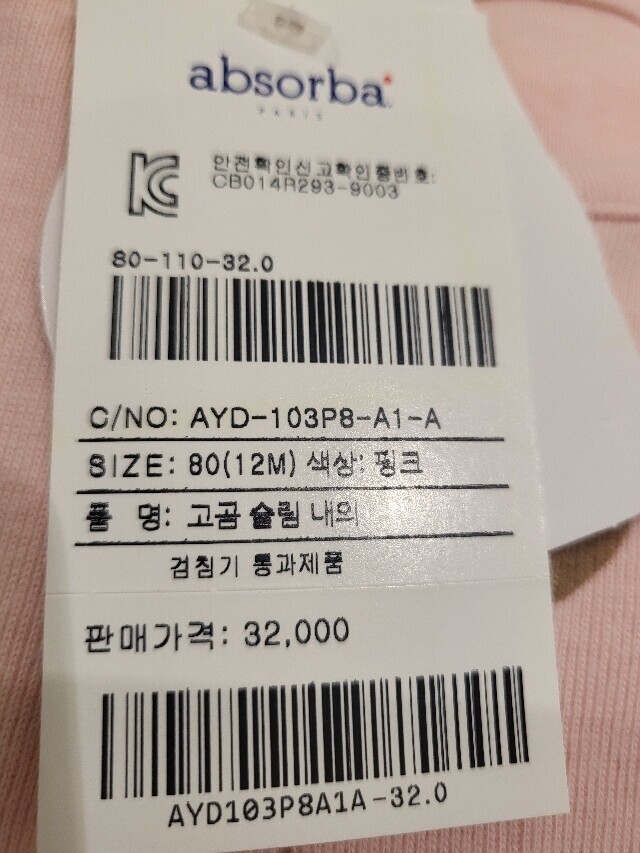 absorba
PARIS
안전확인신고확인증번호:
CB014R293-9003
80-110-32.0
C/NO: AYD-103P8-A1-A
SIZE: 80(12M) 색상: 핑크
품 명: 고곰 슬림 내의
검침기 통과제품
판매가격: 32,000
AYD103P8A1A-32.0